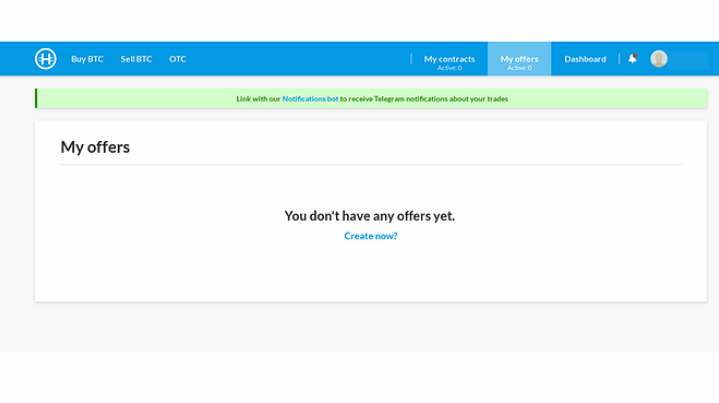 Buy BTC Sell BTC OTC My contracts My offers Dashboard
Active: 0 Active: 0
Link with our Notifications bot to receive Telegram notifications about your trades
My offers
You don't have any offers yet.
Create now?